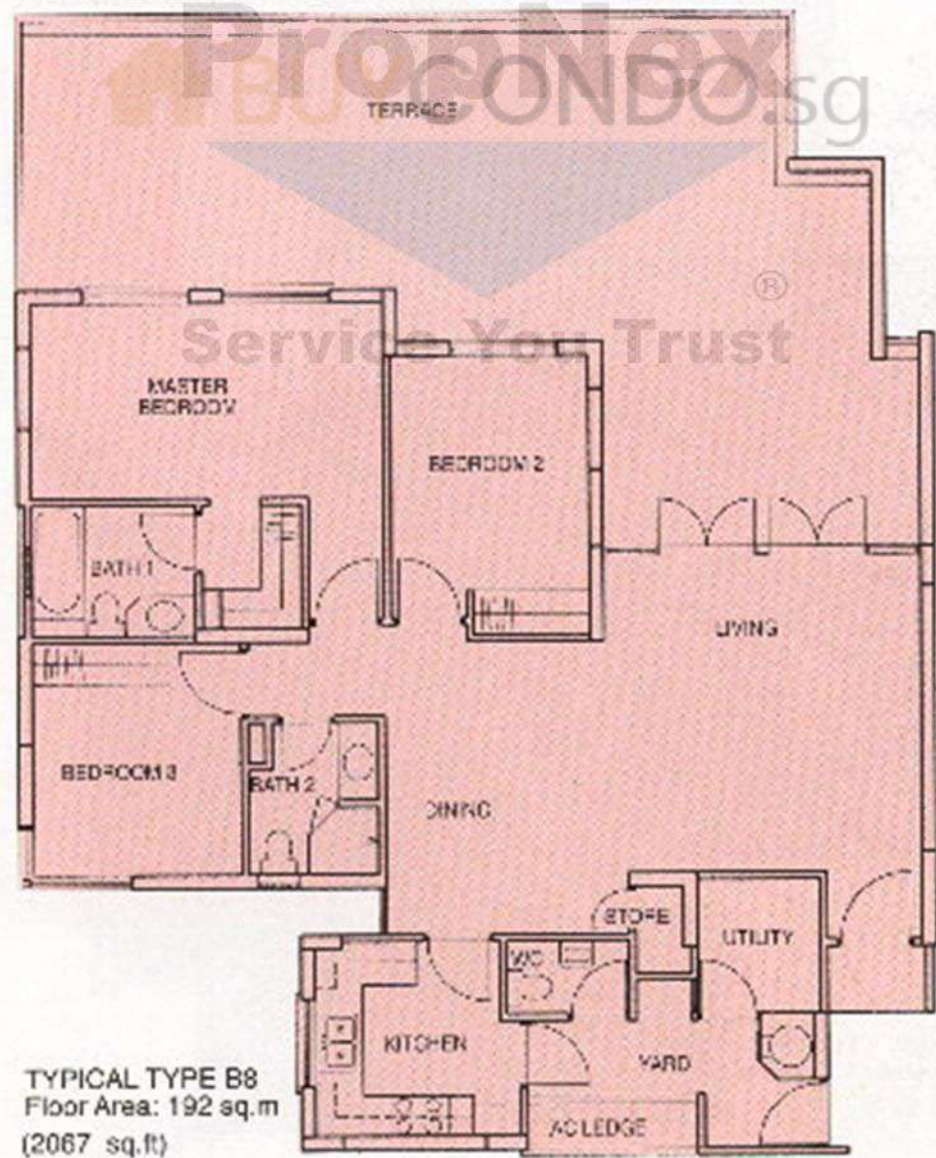 PropNex
BUYCONDO.sg
TERRACE
®
Service You Trust
MASTER
BEDROOM
BEDROOM 2
BATH 1
LIVING
BEDROOM 3
BATH 2
DINING
STORE
UTILITY
WC
KITCHEN
YARD
AC LEDGE
TYPICAL TYPE B8
Floor Area: 192 sq.m
(2067 sq.ft)